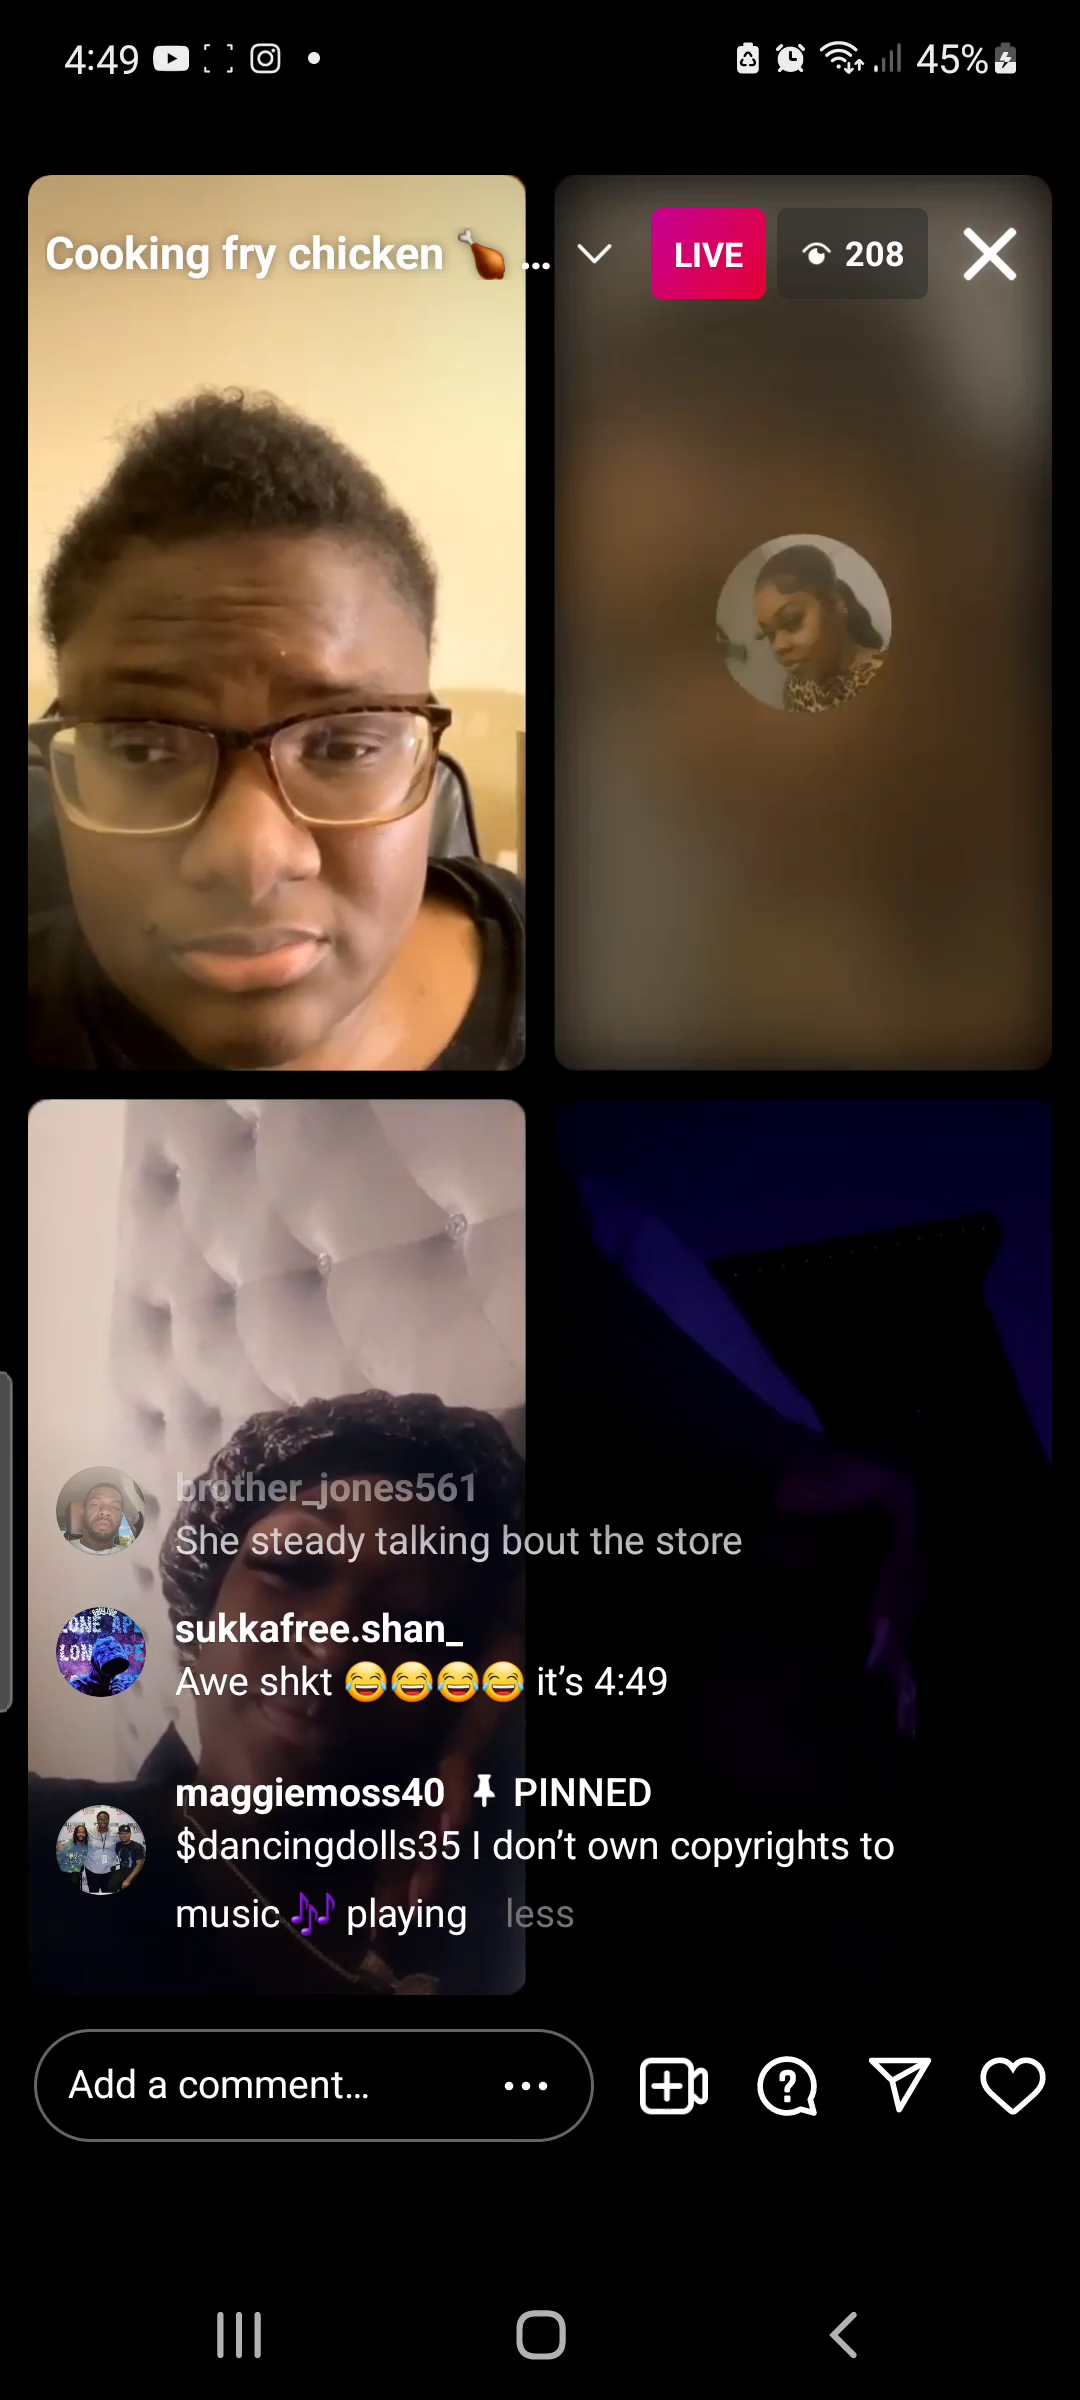 4:49
45%
Cooking fry chicken 🍗 ...
LIVE
208
brother_jones561
She steady talking bout the store
sukkafree.shan_
Awe shkt 😂😂😂😂 it’s 4:49
maggiemoss40 PINNED
$dancingdolls35 I don’t own copyrights to
music 🎶 playing less
Add a comment...